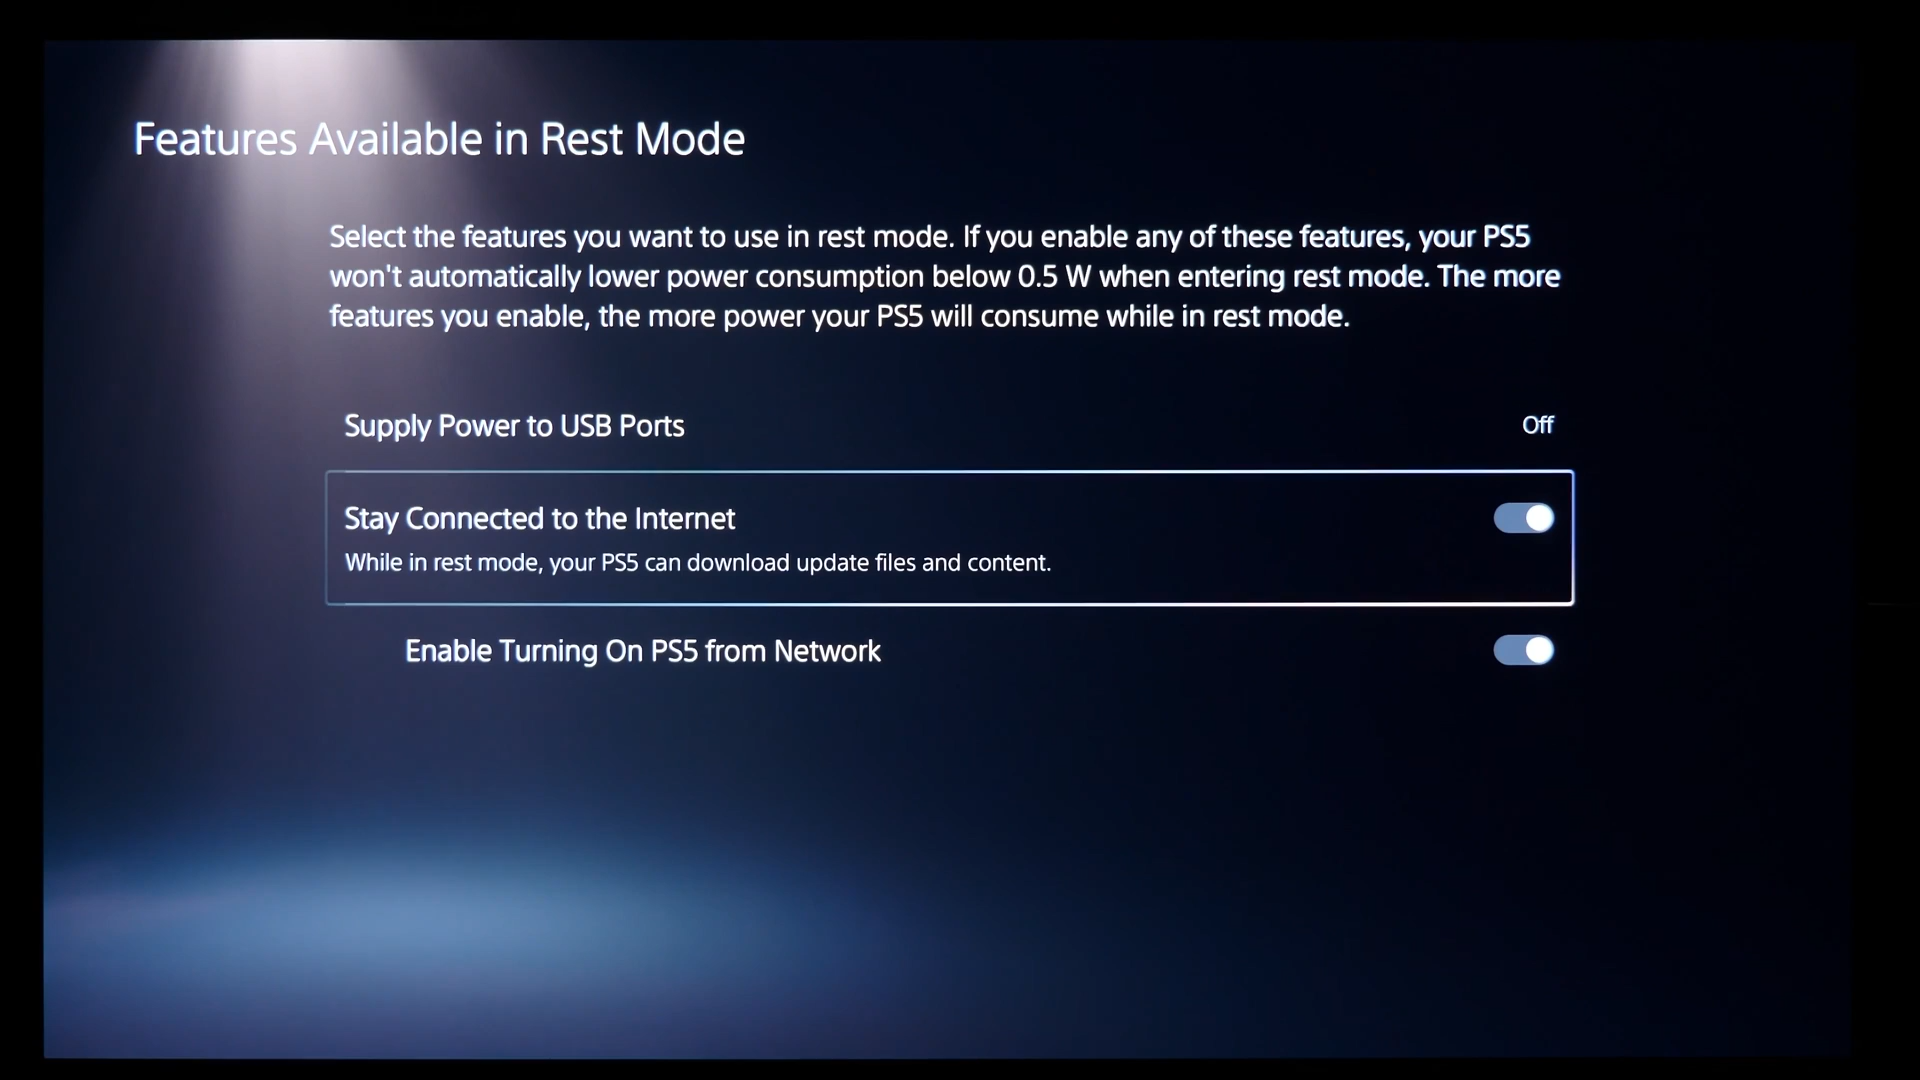 Features Available in Rest Mode
Select the features you want to use in rest mode. If you enable any of these features, your PS5
won't automatically lower power consumption below 0.5 W when entering rest mode. The more
features you enable, the more power your PS5 will consume while in rest mode.
Supply Power to USB Ports Off
Stay Connected to the Internet
While in rest mode, your PS5 can download update files and content.
Enable Turning On PS5 from Network